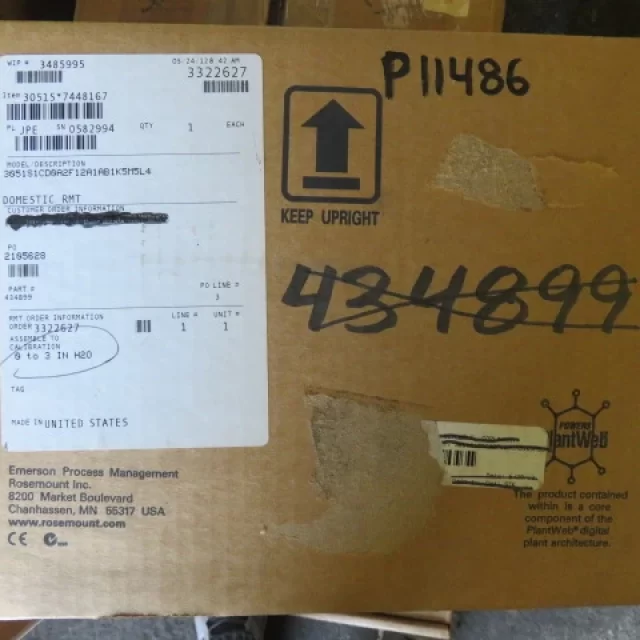 WIP # 3485995
05-24-12 8 42 AM
3322627
ITEM 3051S*7448167
PL JPE SN 0582994 QTY 1 EACH
MODEL/DESCRIPTION
DOMESTIC RMT
CUSTOMER ORDER INFORMATION
PO
2105628
PART # PO LINE #
434899 3
RMT ORDER INFORMATION LINE # UNIT #
ORDER 3322627 1 1
ASSEMBLE TO
CALIBRATION
0 to 3 IN H2O
TAG
MADE IN UNITED STATES
P11486
KEEP UPRIGHT
434899
Emerson Process Management
Rosemount Inc.
8200 Market Boulevard
Chanhassen, MN 55317 USA
www.rosemount.com
CE
POWERS
PlantWeb
The product contained
within is a core
component of the
PlantWeb® digital
plant architecture.